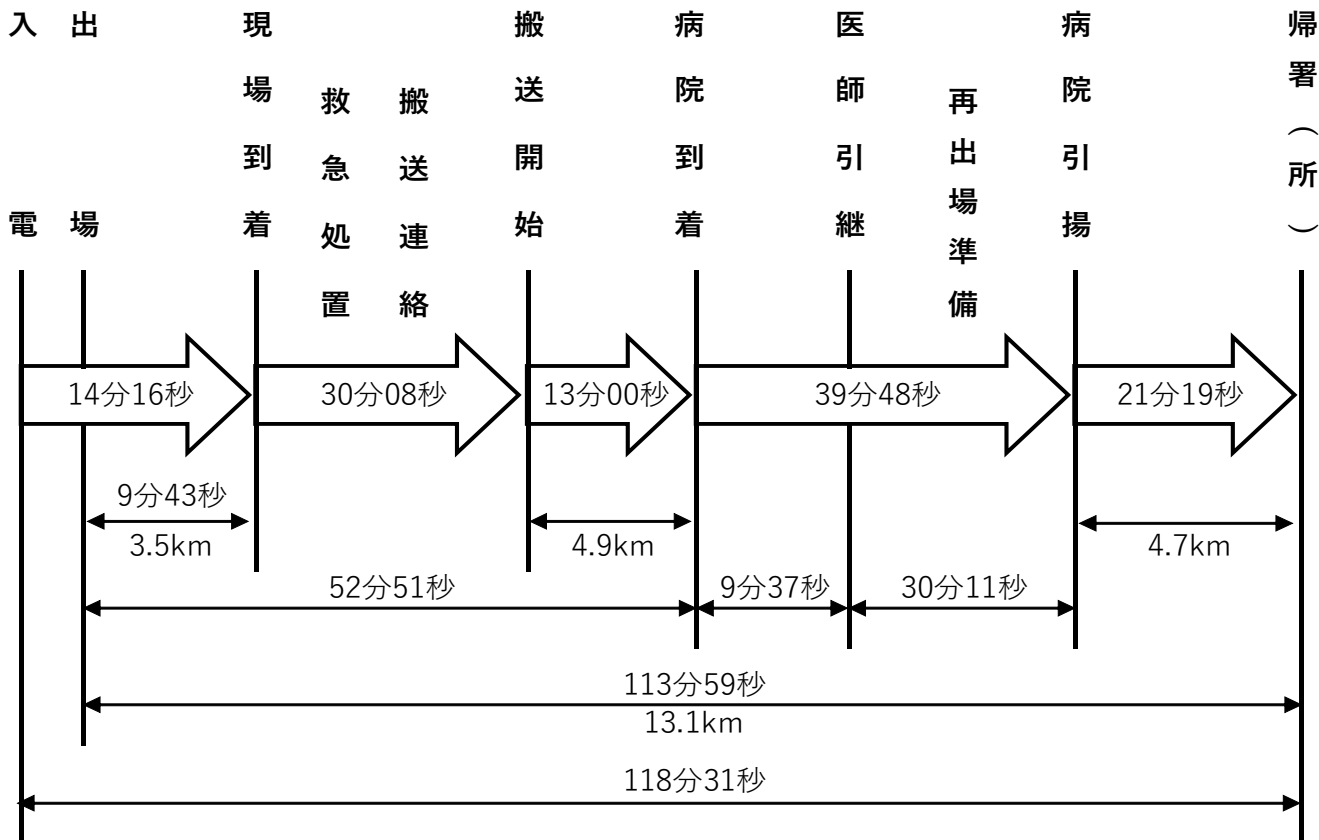 入電
出場
現場到着
救急処置
搬送連絡
搬送開始
病院到着
医師引継
再出場準備
病院引揚
帰署（所）
14分16秒
30分08秒
13分00秒
39分48秒
21分19秒
9分43秒
3.5km
4.9km
4.7km
52分51秒
9分37秒
30分11秒
113分59秒
13.1km
118分31秒